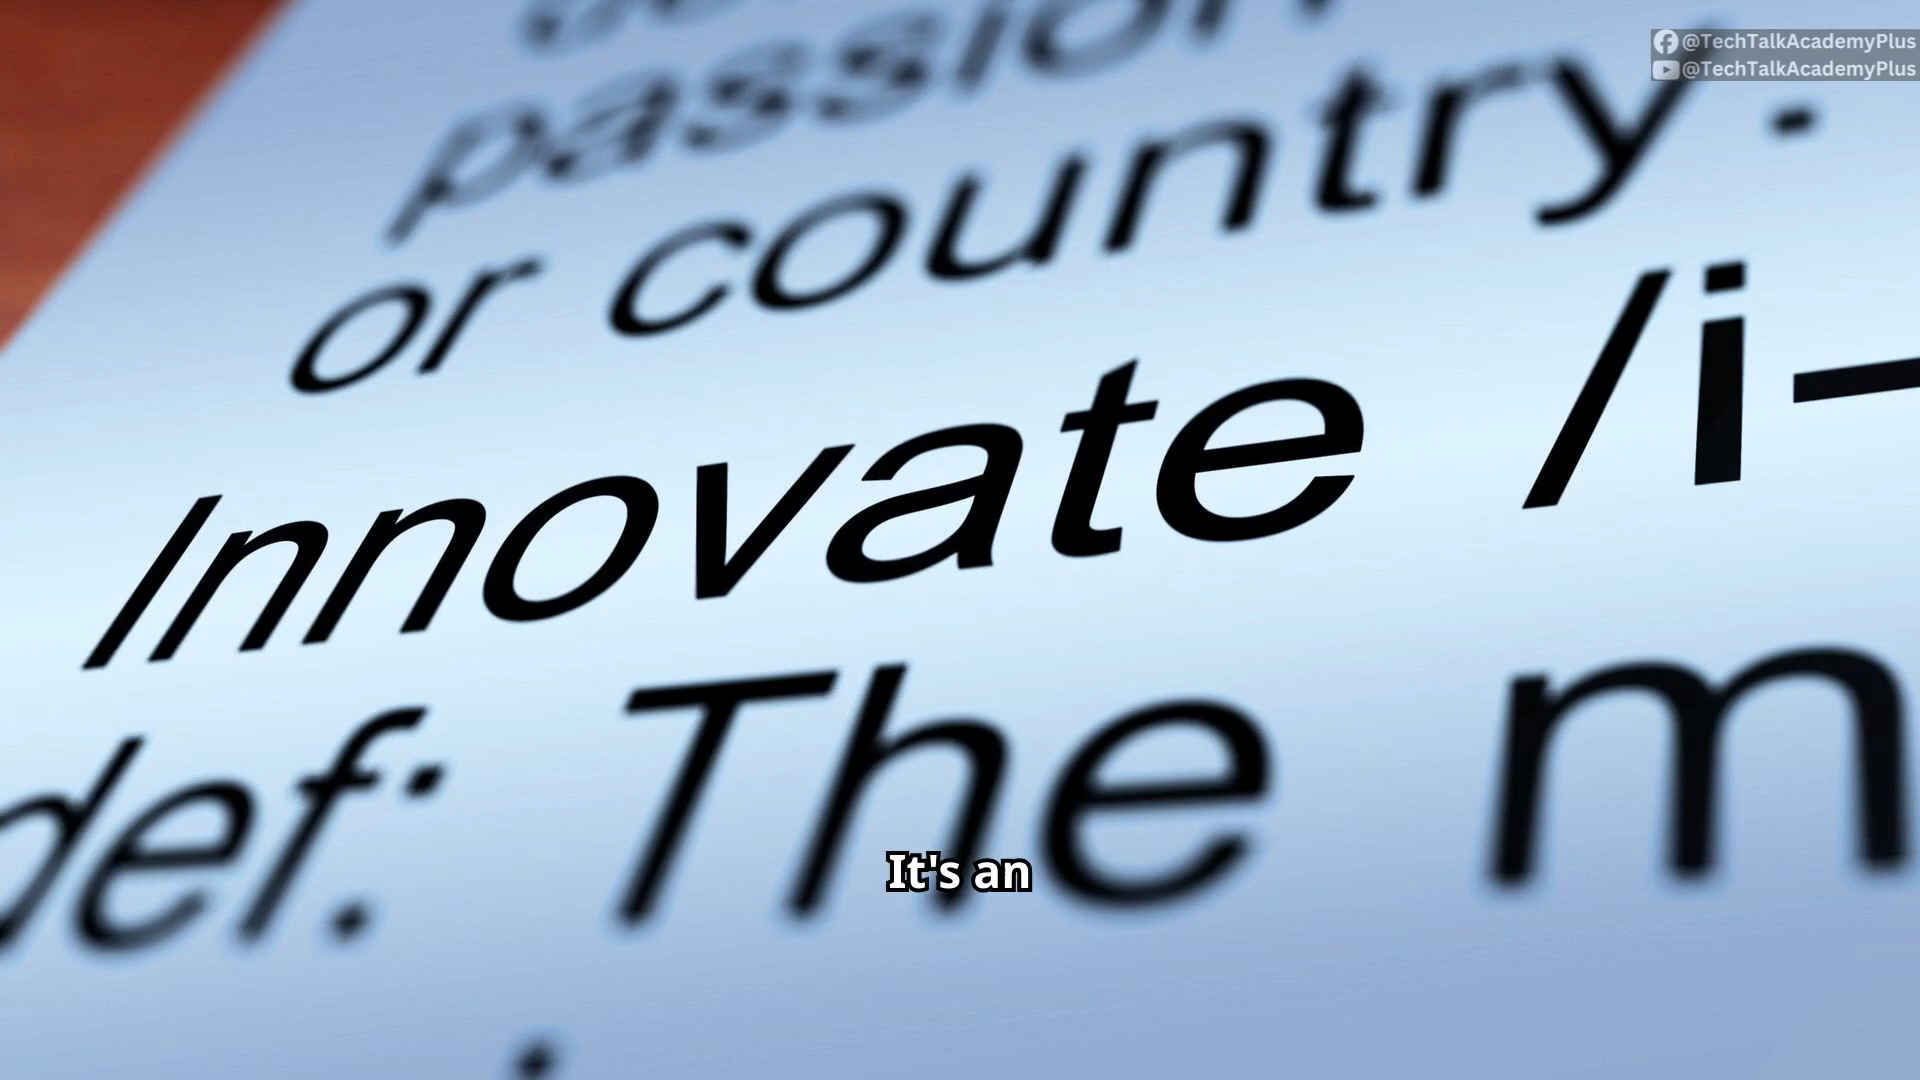 @TechTalkAcademyPlus
@TechTalkAcademyPlus
passion
or country.
Innovate /i-
def: The m
It's an